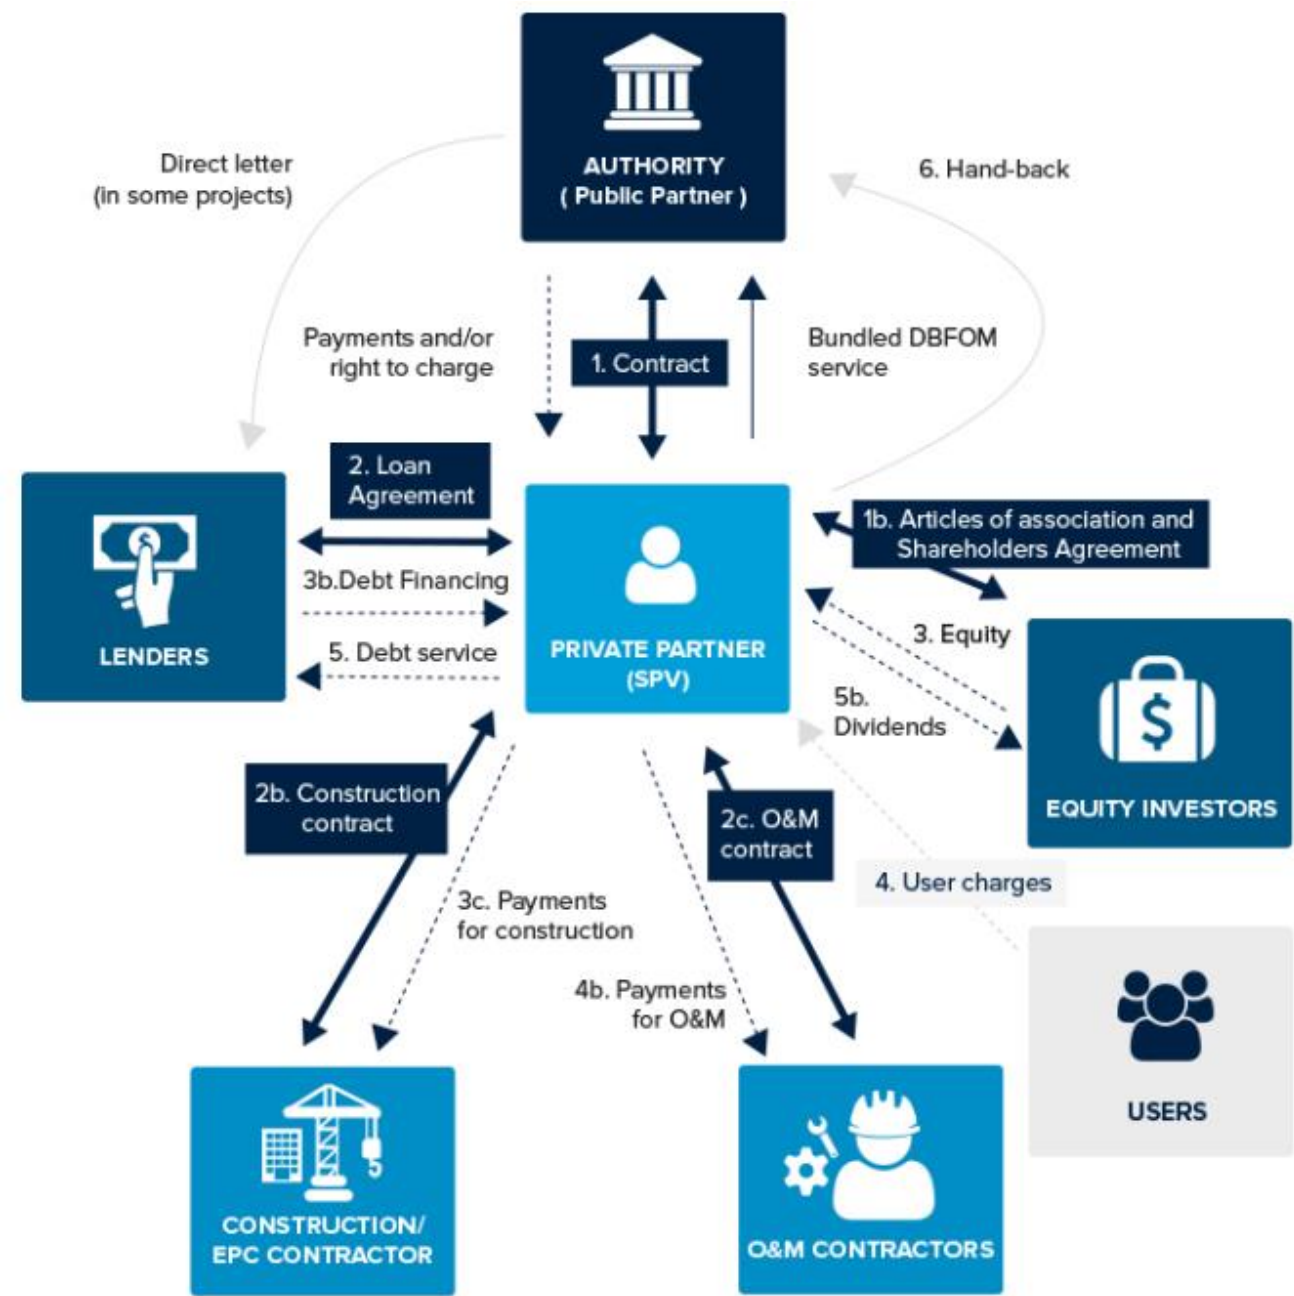 AUTHORITY
( Public Partner )
Direct letter
(in some projects)
6. Hand-back
Payments and/or
right to charge
1. Contract
Bundled DBFOM
service
2. Loan
Agreement
1b. Articles of association and
Shareholders Agreement
3b.Debt Financing
5. Debt service
LENDERS
PRIVATE PARTNER
(SPV)
3. Equity
5b.
Dividends
$
EQUITY INVESTORS
2b. Construction
contract
2c. O&M
contract
4. User charges
3c. Payments
for construction
4b. Payments
for O&M
USERS
CONSTRUCTION/
EPC CONTRACTOR
O&M CONTRACTORS